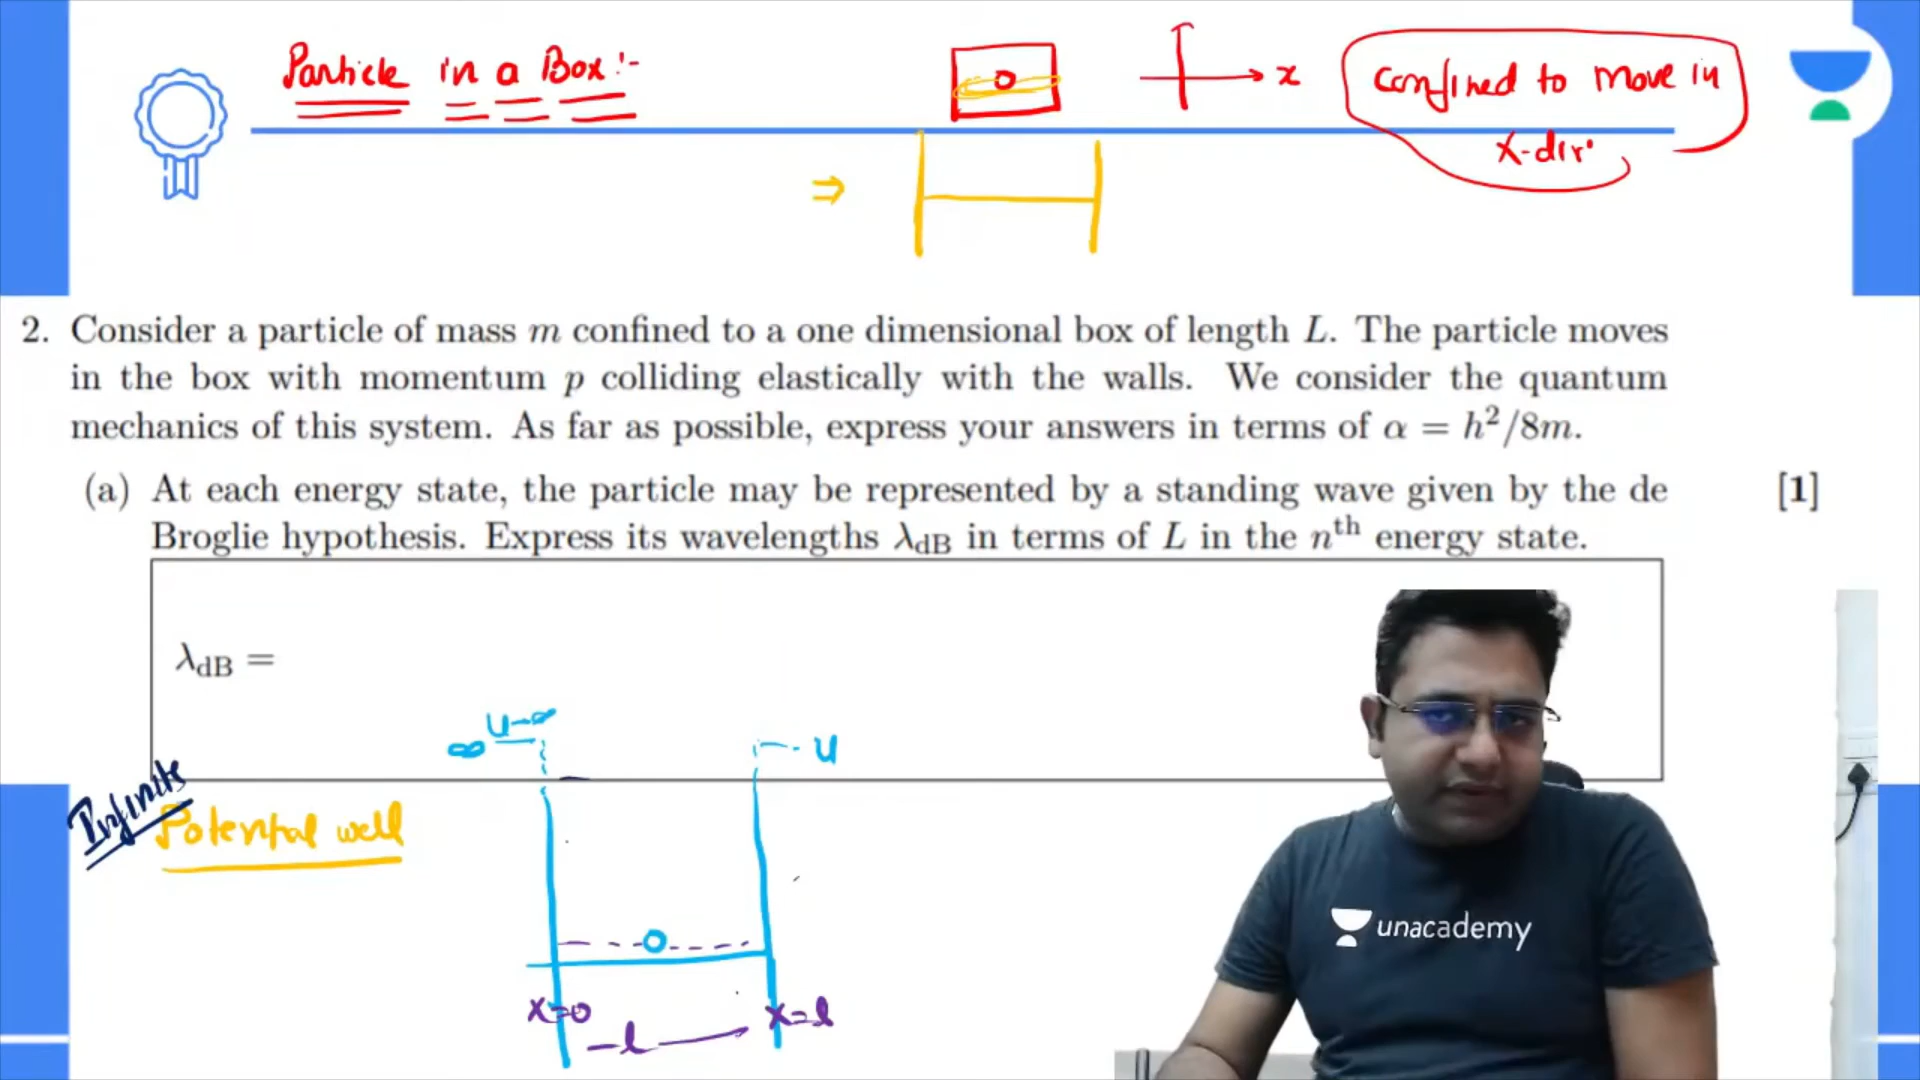 Particle in a Box :-
x
Confined to move in
x-dirⁿ
⇒
2. Consider a particle of mass m confined to a one dimensional box of length L. The particle moves
in the box with momentum p colliding elastically with the walls. We consider the quantum
mechanics of this system. As far as possible, express your answers in terms of α = h²/8m.
(a) At each energy state, the particle may be represented by a standing wave given by the de [1]
Broglie hypothesis. Express its wavelengths λdB in terms of L in the nth energy state.
λdB =
U→∞
∞
U
Infinite
Potential well
unacademy
x=0
x=l
l